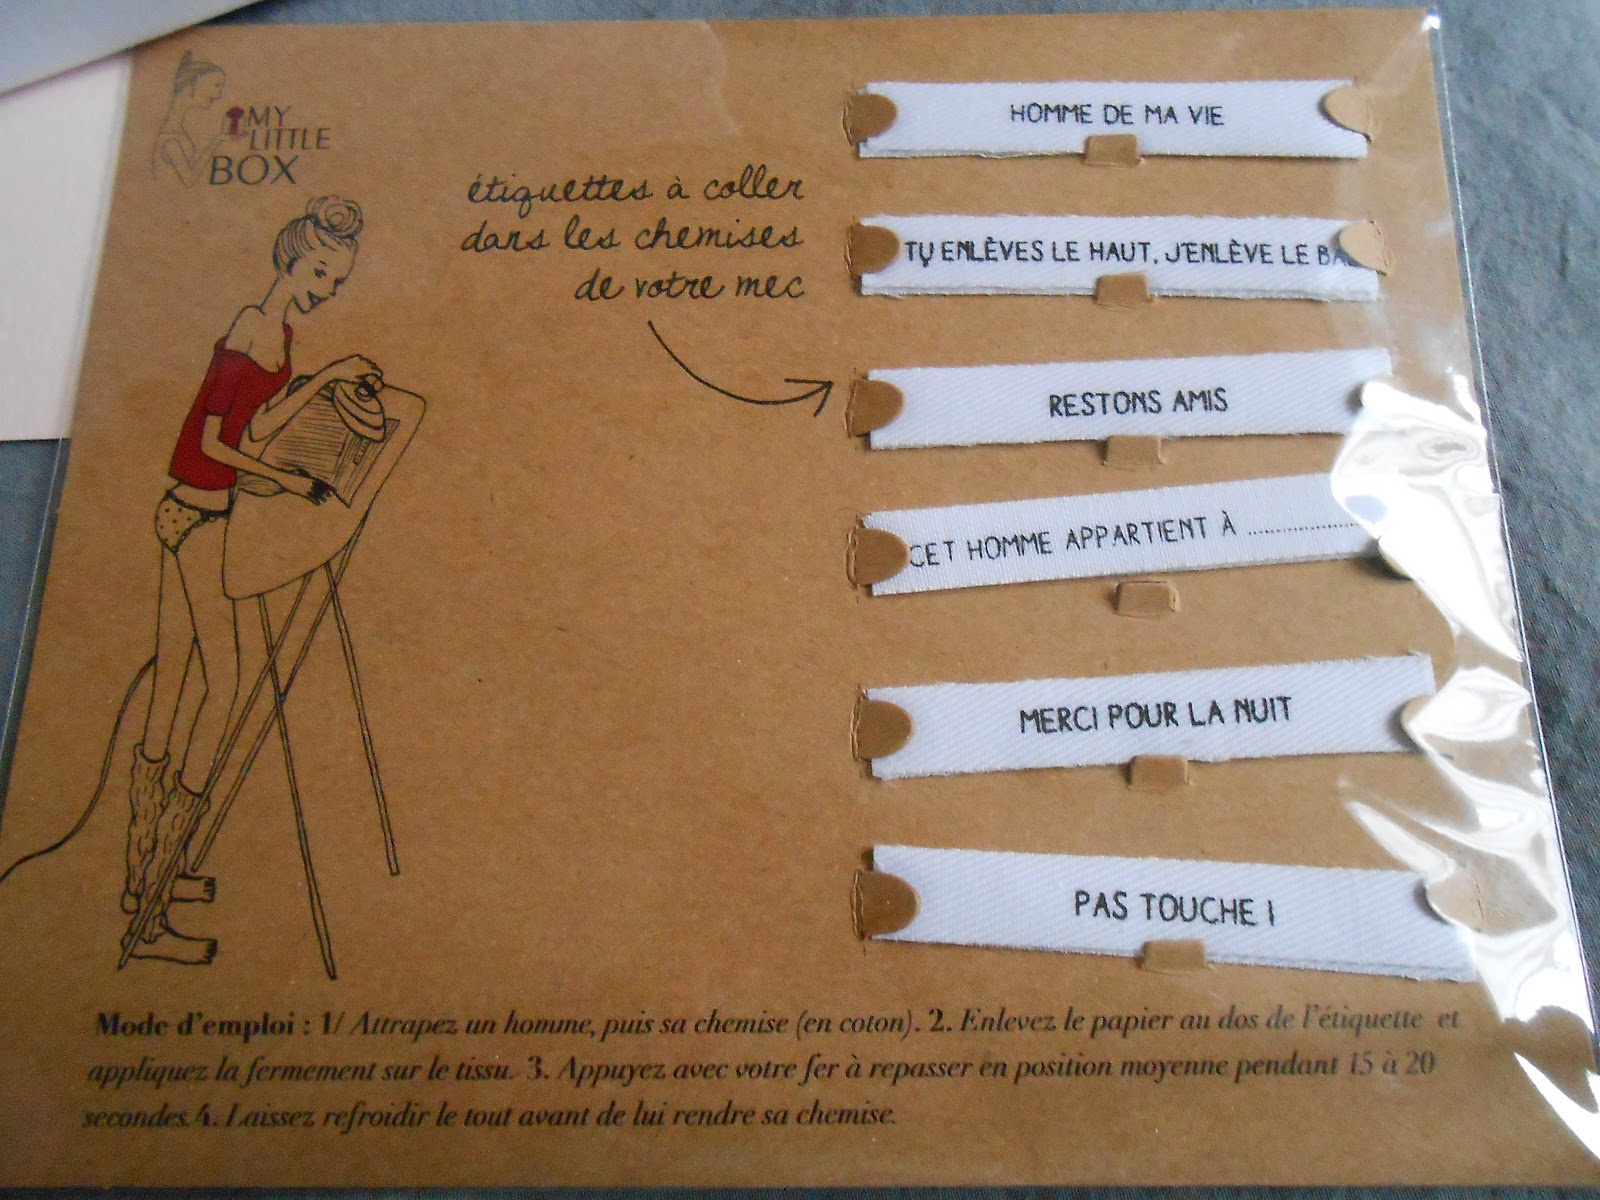 MY
LITTLE
BOX
étiquettes à coller
dans les chemises
de votre mec
HOMME DE MA VIE
TU ENLÈVES LE HAUT, J'ENLÈVE LE
RESTONS AMIS
CET HOMME APPARTIENT À ......................
MERCI POUR LA NUIT
PAS TOUCHE !
Mode d'emploi : 1/ Attrapez un homme, puis sa chemise (en coton). 2. Enlevez le papier au dos de l'étiquette et
appliquez la fermement sur le tissu. 3. Appuyez avec votre fer à repasser en position moyenne pendant 15 à 20
secondes. 4. Laissez refroidir le tout avant de lui rendre sa chemise.